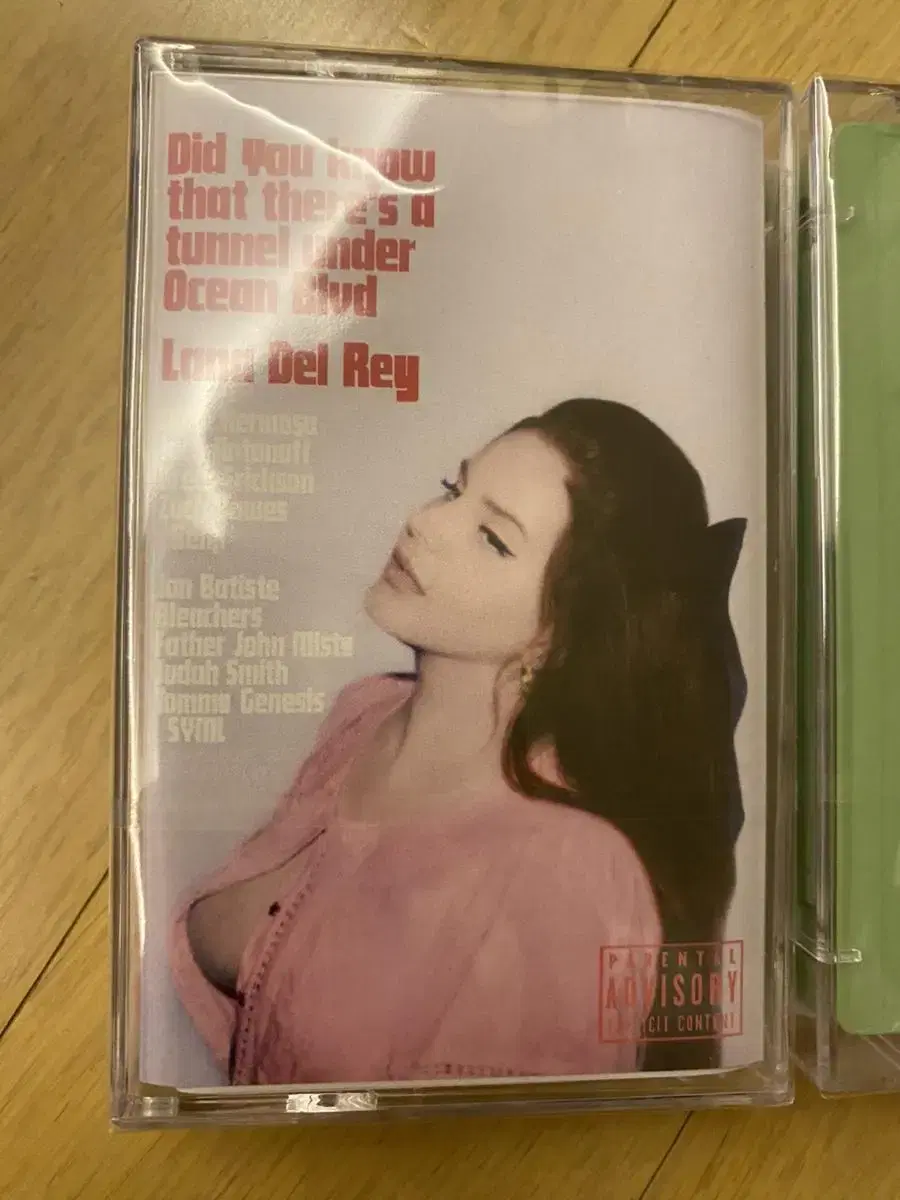 Did you know
that there's a
tunnel under
Ocean Blvd
Lana Del Rey
Jon Batiste
Bleachers
Father John Misty
Judah Smith
Tommy Genesis
SYML
PARENTAL
ADVISORY
EXPLICIT CONTENT